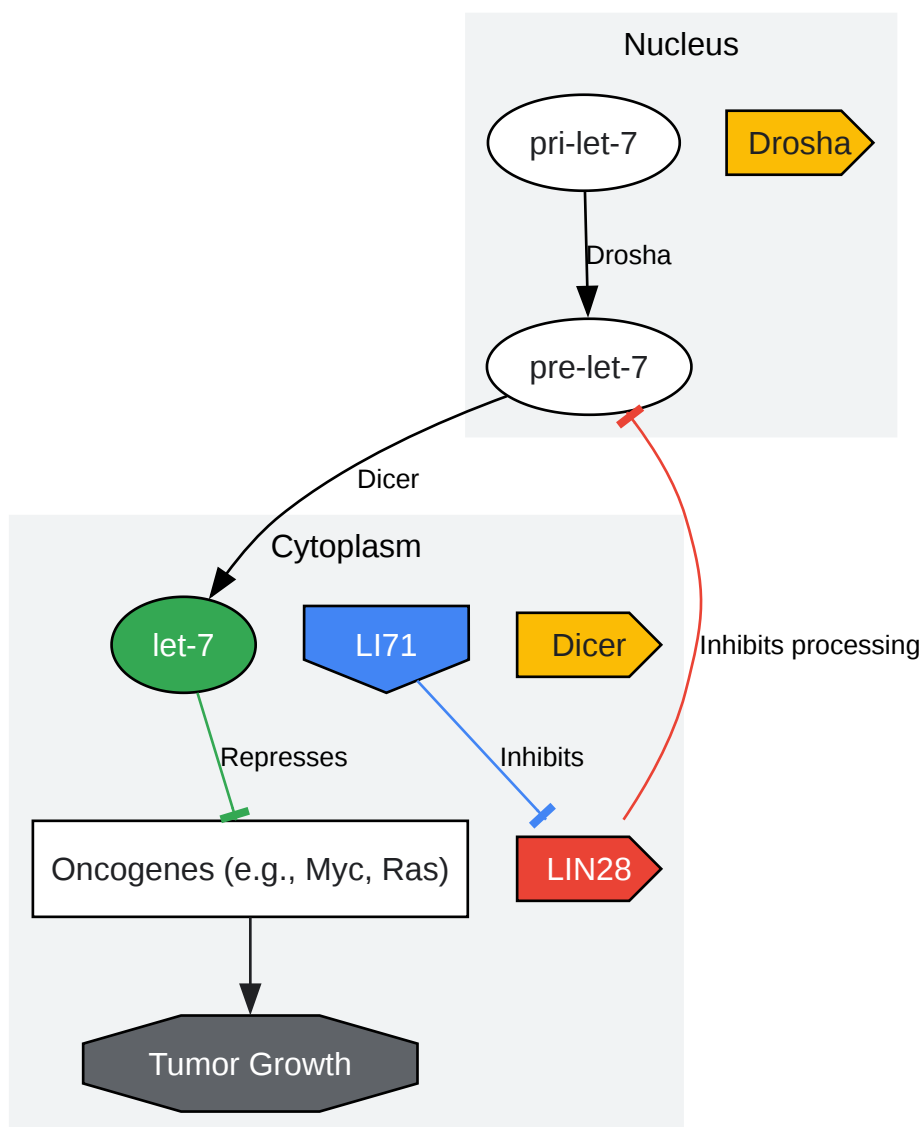 Nucleus
pri-let-7
Drosha
Drosha
pre-let-7
Dicer
Cytoplasm
let-7
LI71
Dicer
Inhibits processing
Represses
Inhibits
Oncogenes (e.g., Myc, Ras)
LIN28
Tumor Growth